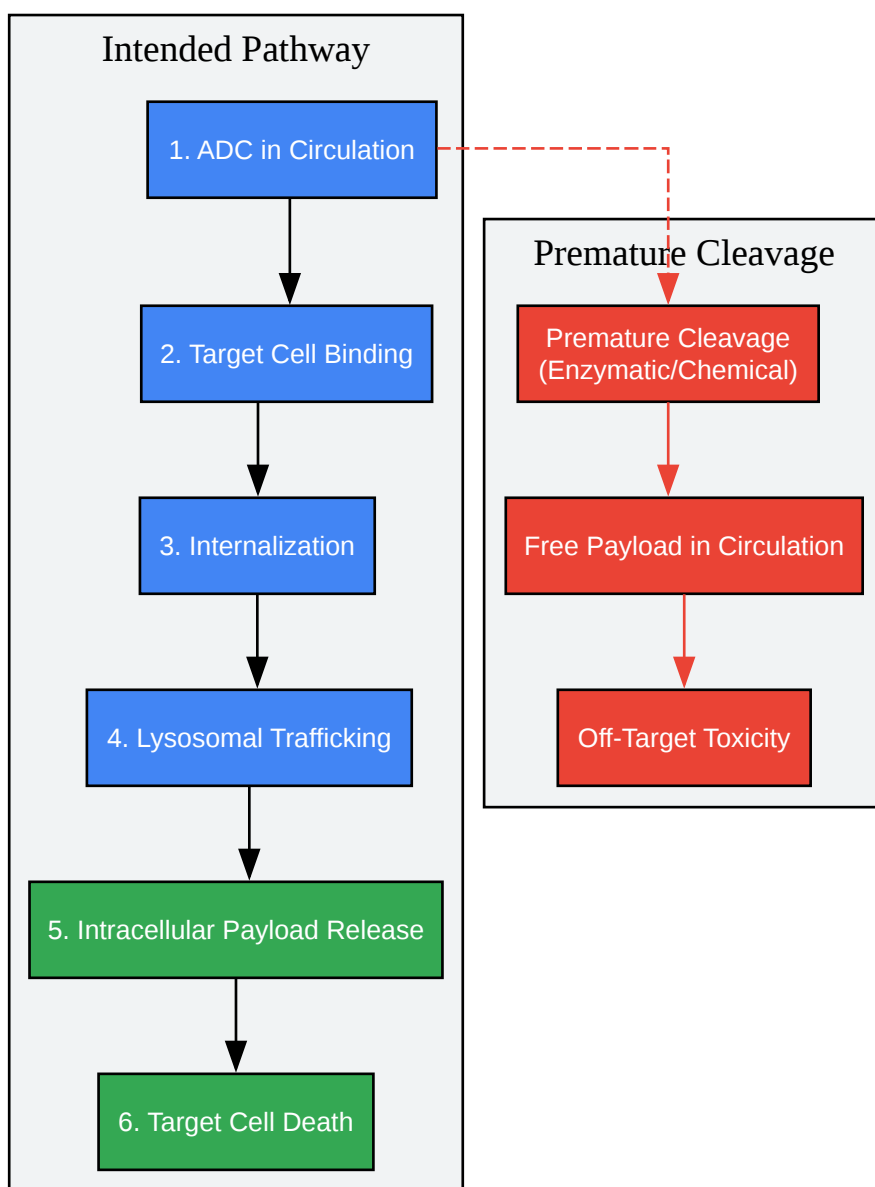 Intended Pathway
1. ADC in Circulation
2. Target Cell Binding
3. Internalization
4. Lysosomal Trafficking
5. Intracellular Payload Release
6. Target Cell Death
Premature Cleavage
Premature Cleavage
(Enzymatic/Chemical)
Free Payload in Circulation
Off-Target Toxicity